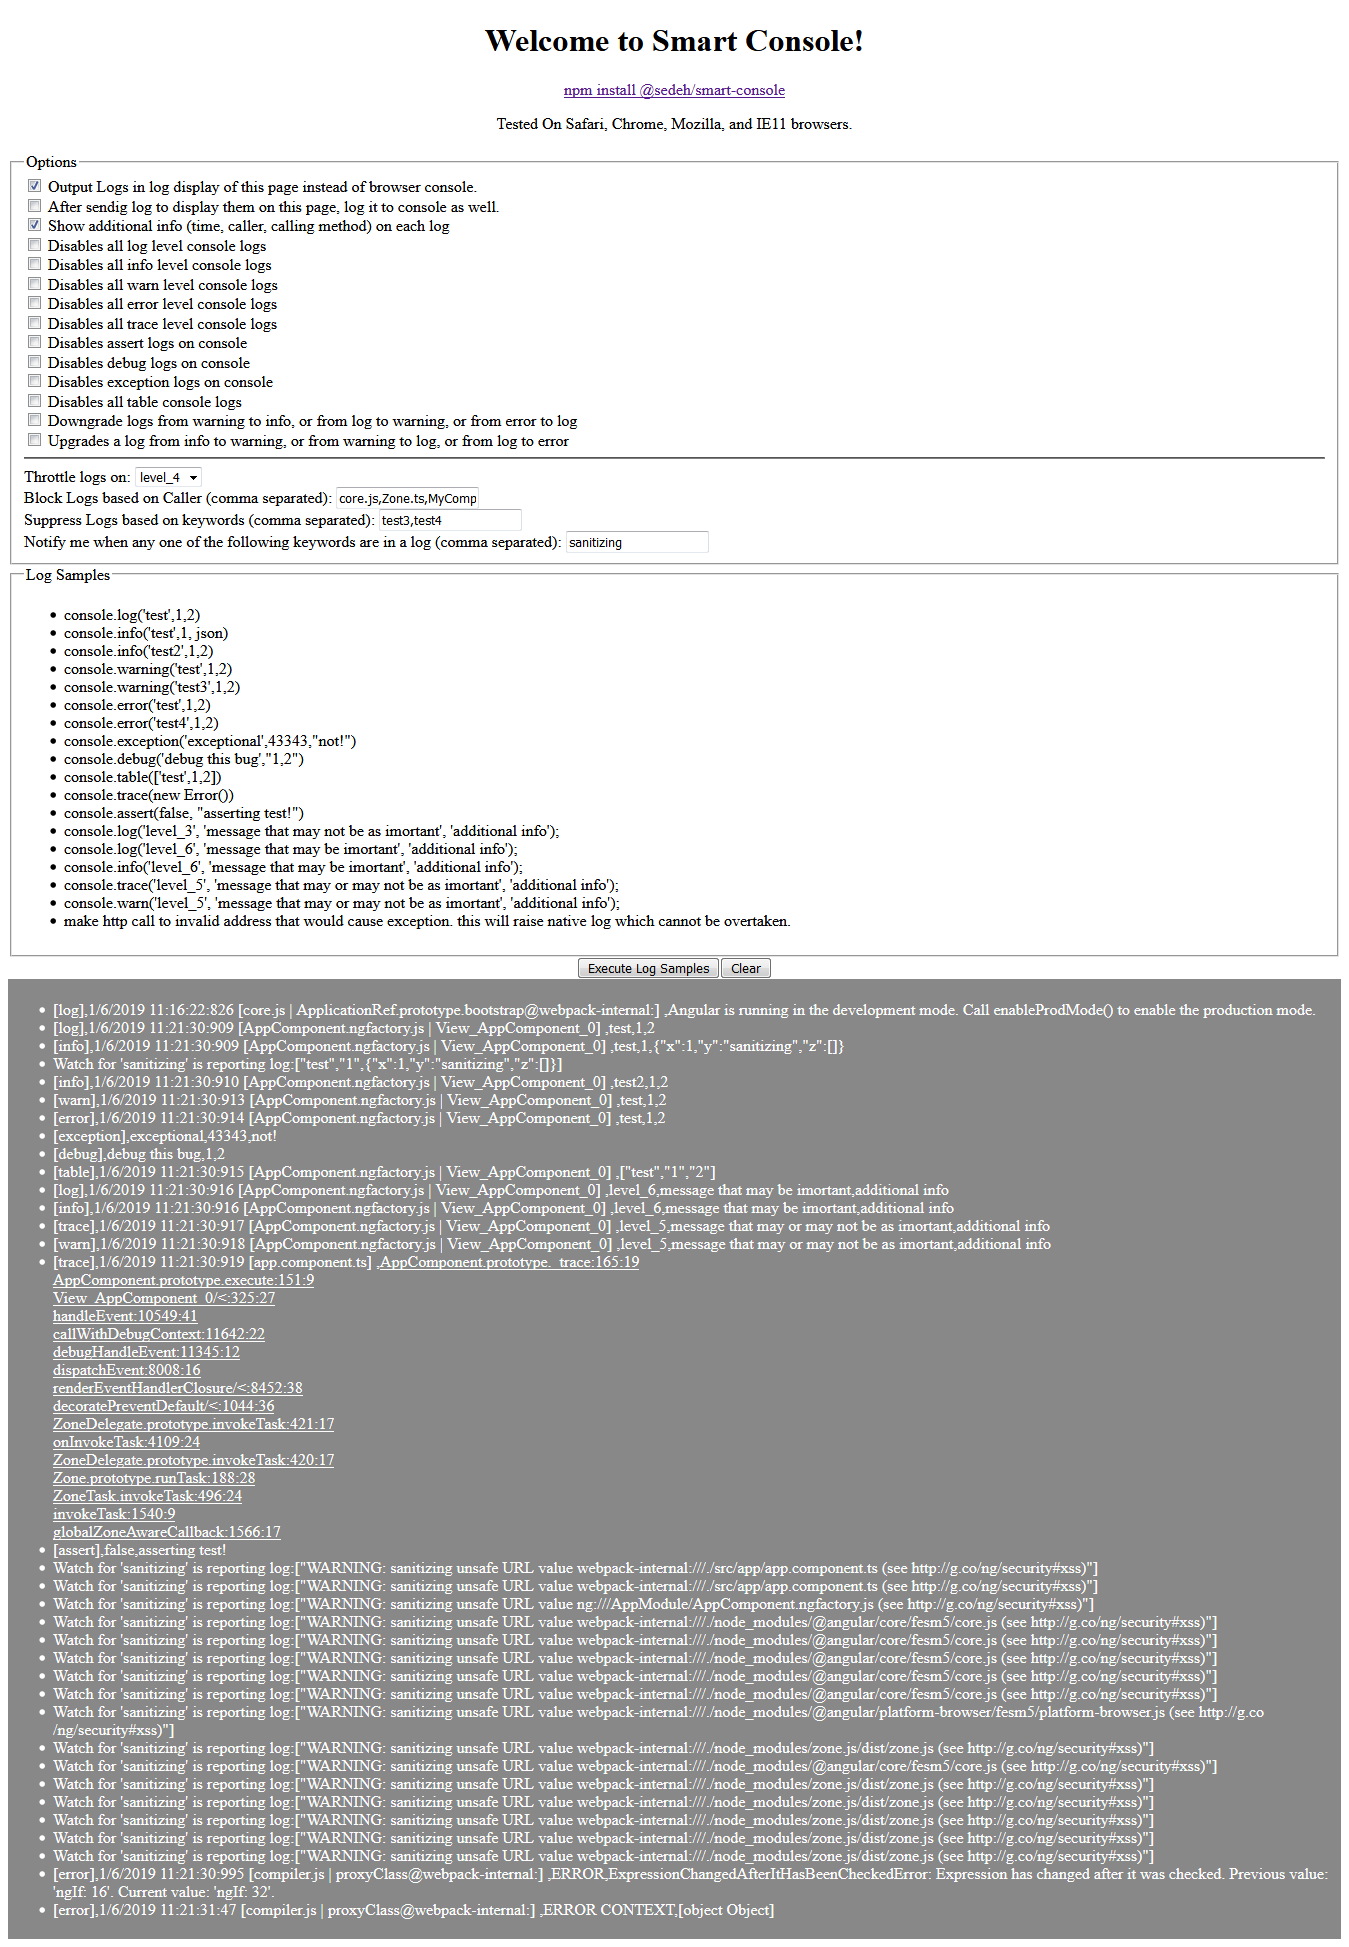 Welcome to Smart Console!
npm install @sedeh/smart-console
Tested On Safari, Chrome, Mozilla, and IE11 browsers.
Options
Output Logs in log display of this page instead of browser console.
After sendig log to display them on this page, log it to console as well.
Show additional info (time, caller, calling method) on each log
Disables all log level console logs
Disables all info level console logs
Disables all warn level console logs
Disables all error level console logs
Disables all trace level console logs
Disables assert logs on console
Disables debug logs on console
Disables exception logs on console
Disables all table console logs
Downgrade logs from warning to info, or from log to warning, or from error to log
Upgrades a log from info to warning, or from warning to log, or from log to error
Throttle logs on: level_4
Block Logs based on Caller (comma separated): core.js,Zone.ts,MyComp
Suppress Logs based on keywords (comma separated): test3,test4
Notify me when any one of the following keywords are in a log (comma separated): sanitizing
Log Samples
console.log('test',1,2)
console.info('test',1, json)
console.info('test2',1,2)
console.warning('test',1,2)
console.warning('test3',1,2)
console.error('test',1,2)
console.error('test4',1,2)
console.exception('exceptional',43343,"not!")
console.debug('debug this bug',"1,2")
console.table(['test',1,2])
console.trace(new Error())
console.assert(false, "asserting test!")
console.log('level_3', 'message that may not be as imortant', 'additional info');
console.log('level_6', 'message that may be imortant', 'additional info');
console.info('level_6', 'message that may be imortant', 'additional info');
console.trace('level_5', 'message that may or may not be as imortant', 'additional info');
console.warn('level_5', 'message that may or may not be as imortant', 'additional info');
make http call to invalid address that would cause exception. this will raise native log which cannot be overtaken.
Execute Log Samples Clear
[log],1/6/2019 11:16:22:826 [core.js | ApplicationRef.prototype.bootstrap@webpack-internal:] ,Angular is running in the development mode. Call enableProdMode() to enable the production mode.
[log],1/6/2019 11:21:30:909 [AppComponent.ngfactory.js | View_AppComponent_0] ,test,1,2
[info],1/6/2019 11:21:30:909 [AppComponent.ngfactory.js | View_AppComponent_0] ,test,1,{"x":1,"y":"sanitizing","z":[]}
Watch for 'sanitizing' is reporting log:["test","1",{"x":1,"y":"sanitizing","z":[]}]
[info],1/6/2019 11:21:30:910 [AppComponent.ngfactory.js | View_AppComponent_0] ,test2,1,2
[warn],1/6/2019 11:21:30:913 [AppComponent.ngfactory.js | View_AppComponent_0] ,test,1,2
[error],1/6/2019 11:21:30:914 [AppComponent.ngfactory.js | View_AppComponent_0] ,test,1,2
[exception],exceptional,43343,not!
[debug],debug this bug,1,2
[table],1/6/2019 11:21:30:915 [AppComponent.ngfactory.js | View_AppComponent_0] ,["test","1","2"]
[log],1/6/2019 11:21:30:916 [AppComponent.ngfactory.js | View_AppComponent_0] ,level_6,message that may be imortant,additional info
[info],1/6/2019 11:21:30:916 [AppComponent.ngfactory.js | View_AppComponent_0] ,level_6,message that may be imortant,additional info
[trace],1/6/2019 11:21:30:917 [AppComponent.ngfactory.js | View_AppComponent_0] ,level_5,message that may or may not be as imortant,additional info
[warn],1/6/2019 11:21:30:918 [AppComponent.ngfactory.js | View_AppComponent_0] ,level_5,message that may or may not be as imortant,additional info
[trace],1/6/2019 11:21:30:919 [app.component.ts] ,AppComponent.prototype._trace:165:19
AppComponent.prototype.execute:151:9
View_AppComponent_0/<:325:27
handleEvent:10549:41
callWithDebugContext:11642:22
debugHandleEvent:11345:12
dispatchEvent:8008:16
renderEventHandlerClosure/<:8452:38
decoratePreventDefault/<:1044:36
ZoneDelegate.prototype.invokeTask:421:17
onInvokeTask:4109:24
ZoneDelegate.prototype.invokeTask:420:17
Zone.prototype.runTask:188:28
ZoneTask.invokeTask:496:24
invokeTask:1540:9
globalZoneAwareCallback:1566:17
[assert],false,asserting test!
Watch for 'sanitizing' is reporting log:["WARNING: sanitizing unsafe URL value webpack-internal:///./src/app/app.component.ts (see http://g.co/ng/security#xss)"]
Watch for 'sanitizing' is reporting log:["WARNING: sanitizing unsafe URL value webpack-internal:///./src/app/app.component.ts (see http://g.co/ng/security#xss)"]
Watch for 'sanitizing' is reporting log:["WARNING: sanitizing unsafe URL value ng:///AppModule/AppComponent.ngfactory.js (see http://g.co/ng/security#xss)"]
Watch for 'sanitizing' is reporting log:["WARNING: sanitizing unsafe URL value webpack-internal:///./node_modules/@angular/core/fesm5/core.js (see http://g.co/ng/security#xss)"]
Watch for 'sanitizing' is reporting log:["WARNING: sanitizing unsafe URL value webpack-internal:///./node_modules/@angular/core/fesm5/core.js (see http://g.co/ng/security#xss)"]
Watch for 'sanitizing' is reporting log:["WARNING: sanitizing unsafe URL value webpack-internal:///./node_modules/@angular/core/fesm5/core.js (see http://g.co/ng/security#xss)"]
Watch for 'sanitizing' is reporting log:["WARNING: sanitizing unsafe URL value webpack-internal:///./node_modules/@angular/core/fesm5/core.js (see http://g.co/ng/security#xss)"]
Watch for 'sanitizing' is reporting log:["WARNING: sanitizing unsafe URL value webpack-internal:///./node_modules/@angular/core/fesm5/core.js (see http://g.co/ng/security#xss)"]
Watch for 'sanitizing' is reporting log:["WARNING: sanitizing unsafe URL value webpack-internal:///./node_modules/@angular/platform-browser/fesm5/platform-browser.js (see http://g.co
/ng/security#xss)"]
Watch for 'sanitizing' is reporting log:["WARNING: sanitizing unsafe URL value webpack-internal:///./node_modules/zone.js/dist/zone.js (see http://g.co/ng/security#xss)"]
Watch for 'sanitizing' is reporting log:["WARNING: sanitizing unsafe URL value webpack-internal:///./node_modules/@angular/core/fesm5/core.js (see http://g.co/ng/security#xss)"]
Watch for 'sanitizing' is reporting log:["WARNING: sanitizing unsafe URL value webpack-internal:///./node_modules/zone.js/dist/zone.js (see http://g.co/ng/security#xss)"]
Watch for 'sanitizing' is reporting log:["WARNING: sanitizing unsafe URL value webpack-internal:///./node_modules/zone.js/dist/zone.js (see http://g.co/ng/security#xss)"]
Watch for 'sanitizing' is reporting log:["WARNING: sanitizing unsafe URL value webpack-internal:///./node_modules/zone.js/dist/zone.js (see http://g.co/ng/security#xss)"]
Watch for 'sanitizing' is reporting log:["WARNING: sanitizing unsafe URL value webpack-internal:///./node_modules/zone.js/dist/zone.js (see http://g.co/ng/security#xss)"]
Watch for 'sanitizing' is reporting log:["WARNING: sanitizing unsafe URL value webpack-internal:///./node_modules/zone.js/dist/zone.js (see http://g.co/ng/security#xss)"]
[error],1/6/2019 11:21:30:995 [compiler.js | proxyClass@webpack-internal:] ,ERROR,ExpressionChangedAfterItHasBeenCheckedError: Expression has changed after it was checked. Previous value:
'ngIf: 16'. Current value: 'ngIf: 32'.
[error],1/6/2019 11:21:31:47 [compiler.js | proxyClass@webpack-internal:] ,ERROR CONTEXT,[object Object]